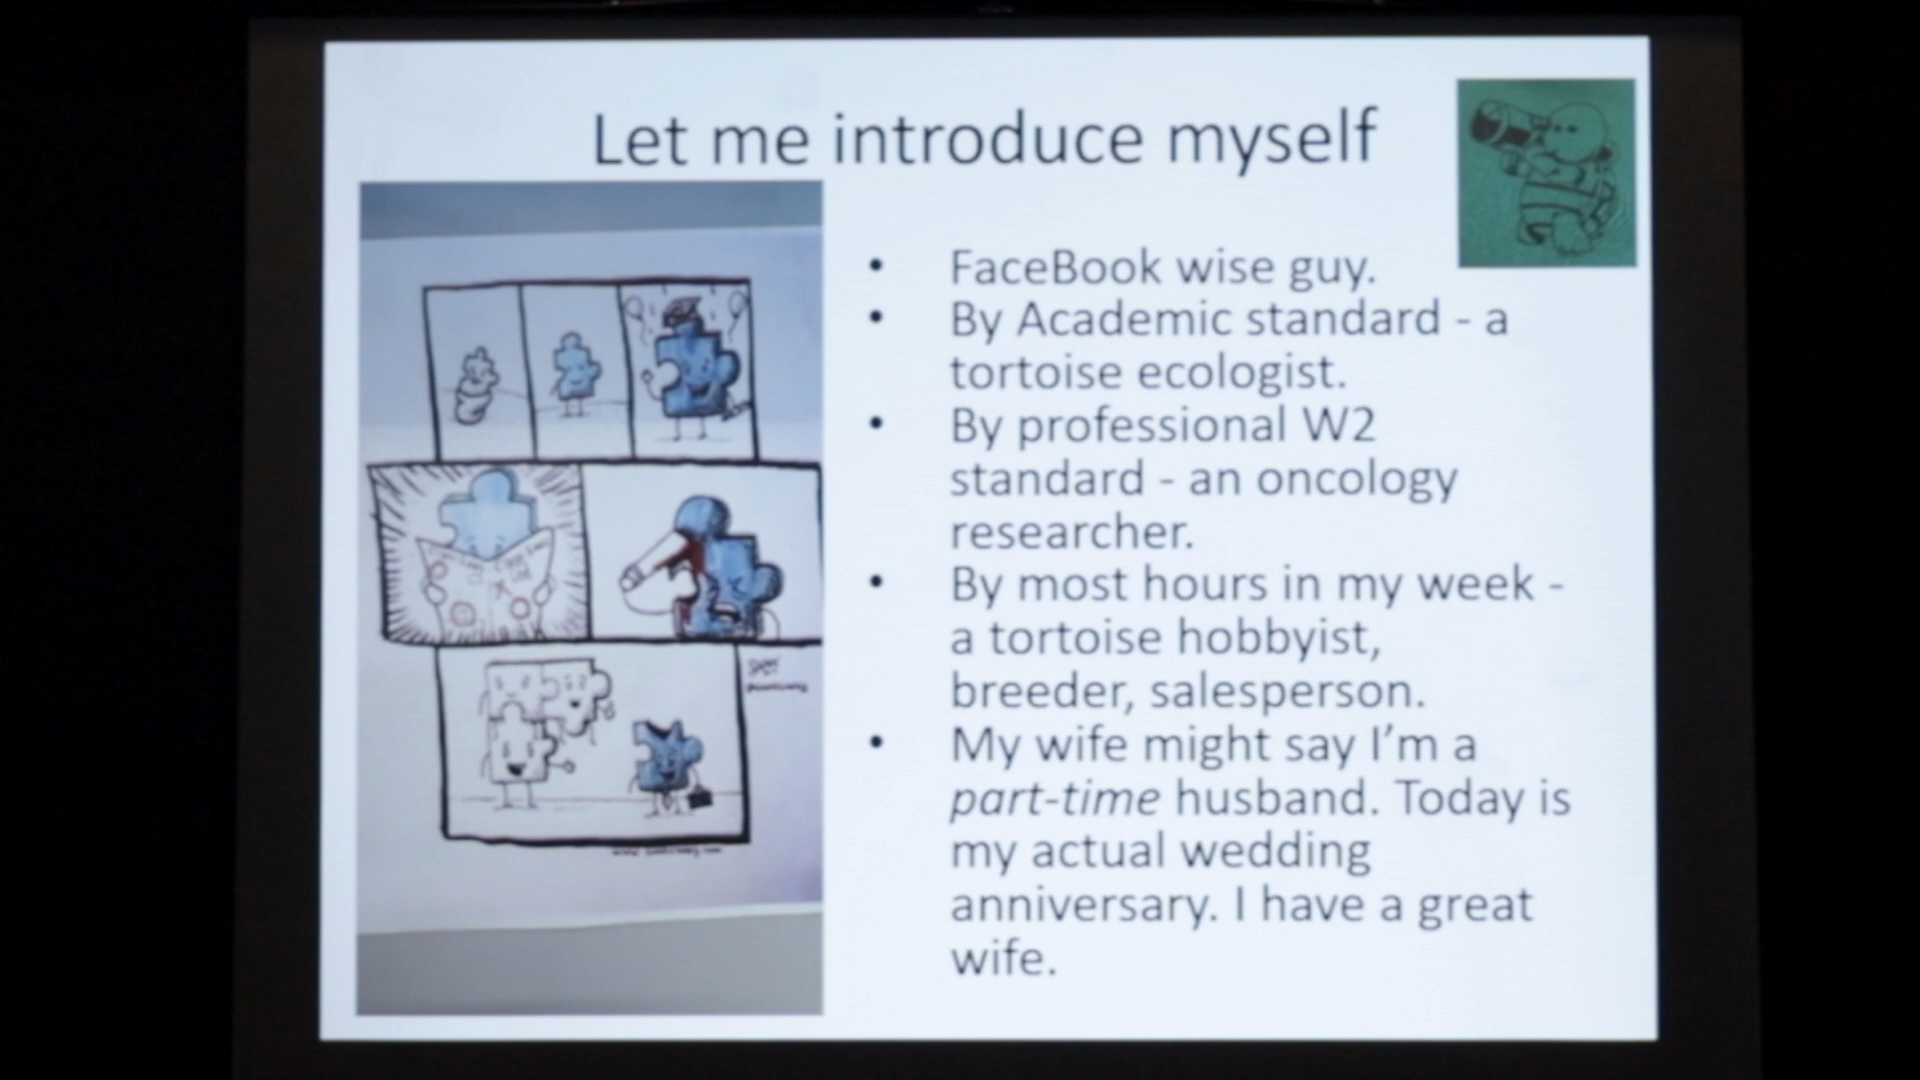 Let me introduce myself
• FaceBook wise guy.
• By Academic standard - a
tortoise ecologist.
• By professional W2
standard - an oncology
researcher.
• By most hours in my week -
a tortoise hobbyist,
breeder, salesperson.
• My wife might say I’m a
part-time husband. Today is
my actual wedding
anniversary. I have a great
wife.